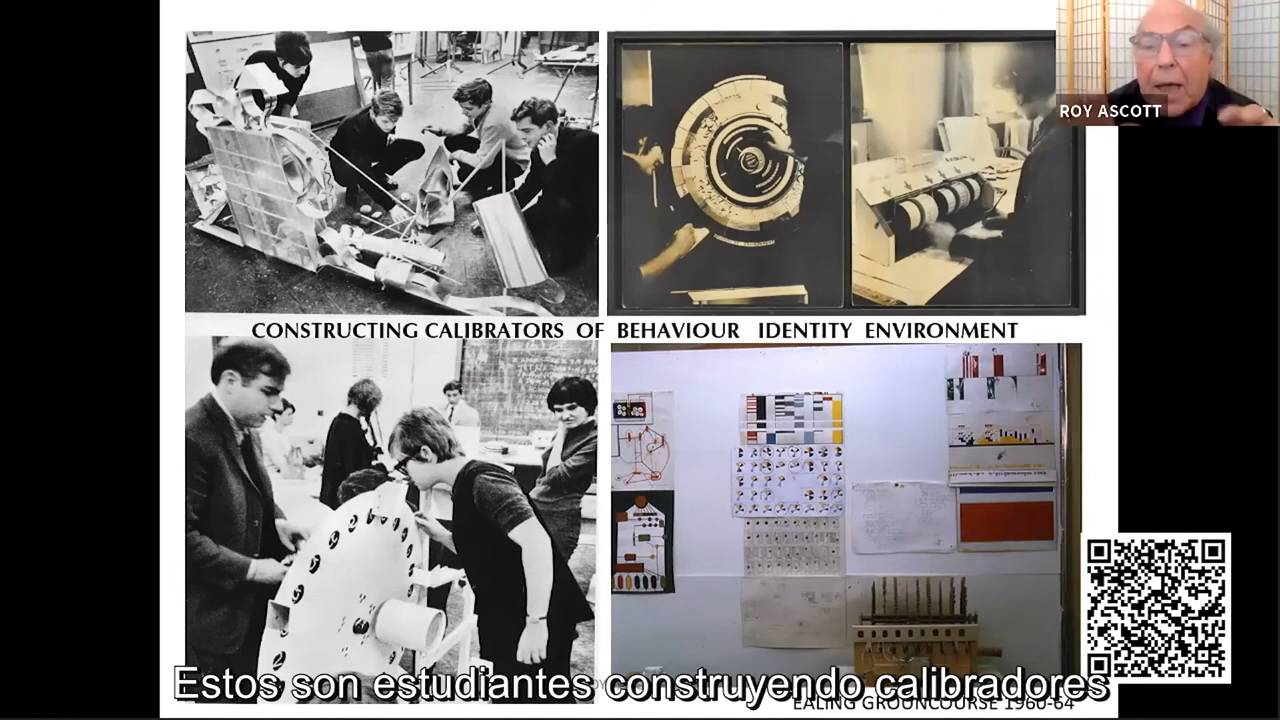 ROY ASCOTT
CONSTRUCTING CALIBRATORS OF BEHAVIOUR IDENTITY ENVIRONMENT
Estos son estudiantes construyendo calibradores
EALING GROUNCOURSE 1960-64